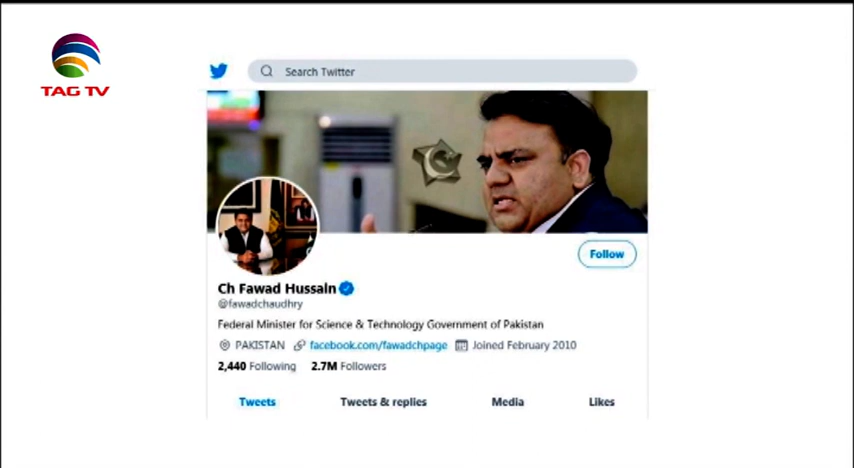 TAG TV
Search Twitter
Follow
Ch Fawad Hussain
@fawadchaudhry
Federal Minister for Science & Technology Government of Pakistan
PAKISTAN facebook.com/fawadchpage Joined February 2010
2,440 Following 2.7M Followers
Tweets Tweets & replies Media Likes